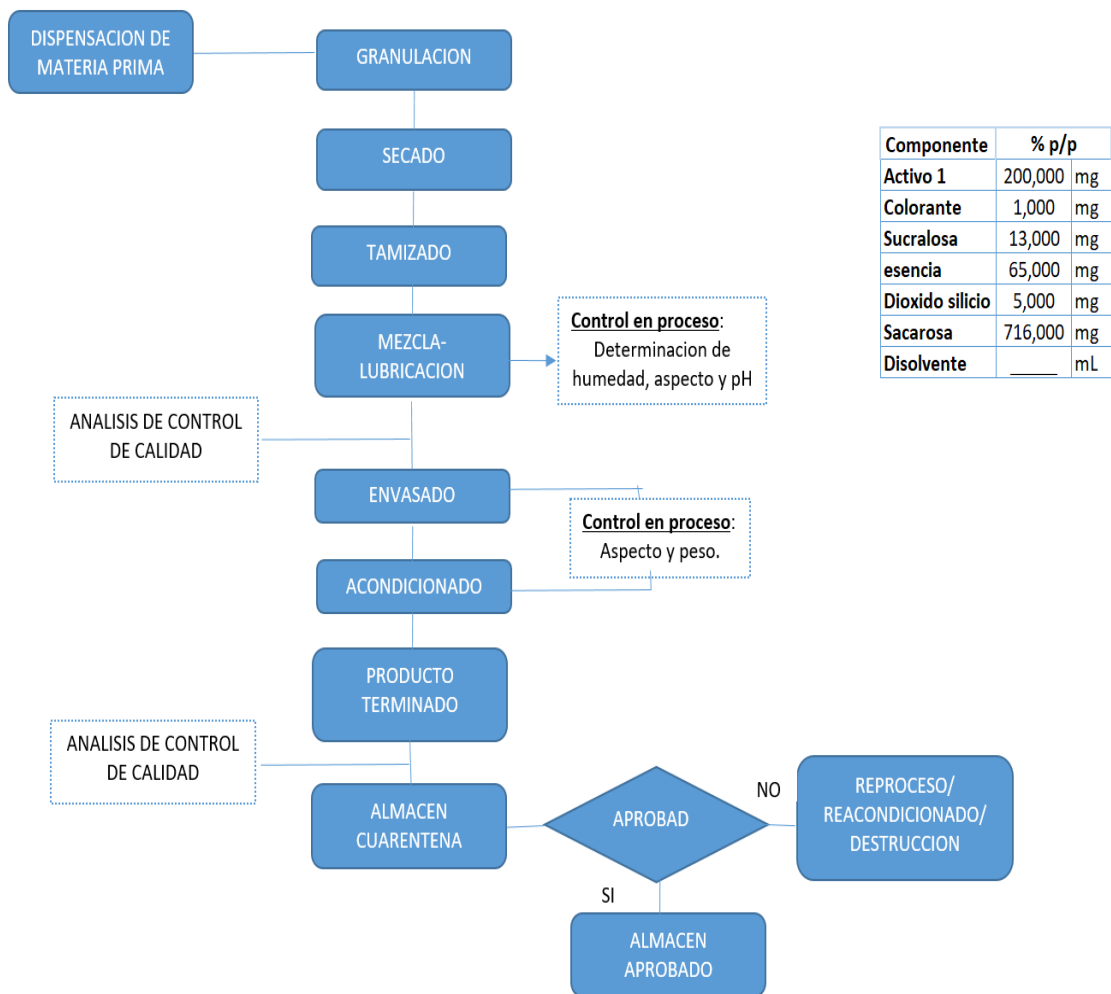 DISPENSACION DE
MATERIA PRIMA
GRANULACION
SECADO
TAMIZADO
MEZCLA-
LUBRICACION
Control en proceso:
Determinacion de
humedad, aspecto y pH
ANALISIS DE CONTROL
DE CALIDAD
ENVASADO
Control en proceso:
Aspecto y peso.
ACONDICIONADO
PRODUCTO
TERMINADO
ANALISIS DE CONTROL
DE CALIDAD
ALMACEN
CUARENTENA
APROBAD
NO
REPROCESO/
REACONDICIONADO/
DESTRUCCION
SI
ALMACEN
APROBADO
Componente % p/p
Activo 1 200,000 mg
Colorante 1,000 mg
Sucralosa 13,000 mg
esencia 65,000 mg
Dioxido silicio 5,000 mg
Sacarosa 716,000 mg
Disolvente _____ mL